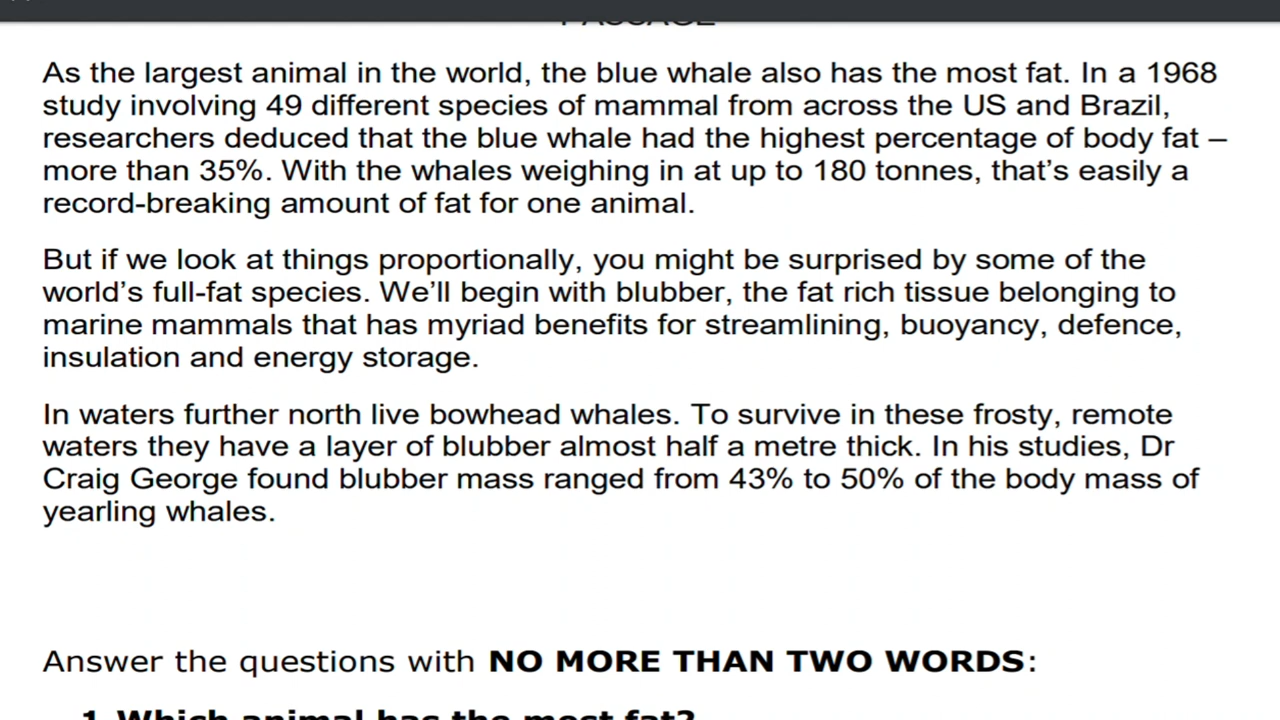 PASSAGE
As the largest animal in the world, the blue whale also has the most fat. In a 1968
study involving 49 different species of mammal from across the US and Brazil,
researchers deduced that the blue whale had the highest percentage of body fat –
more than 35%. With the whales weighing in at up to 180 tonnes, that’s easily a
record-breaking amount of fat for one animal.
But if we look at things proportionally, you might be surprised by some of the
world’s full-fat species. We’ll begin with blubber, the fat rich tissue belonging to
marine mammals that has myriad benefits for streamlining, buoyancy, defence,
insulation and energy storage.
In waters further north live bowhead whales. To survive in these frosty, remote
waters they have a layer of blubber almost half a metre thick. In his studies, Dr
Craig George found blubber mass ranged from 43% to 50% of the body mass of
yearling whales.
Answer the questions with NO MORE THAN TWO WORDS:
1. Which animal has the most fat?